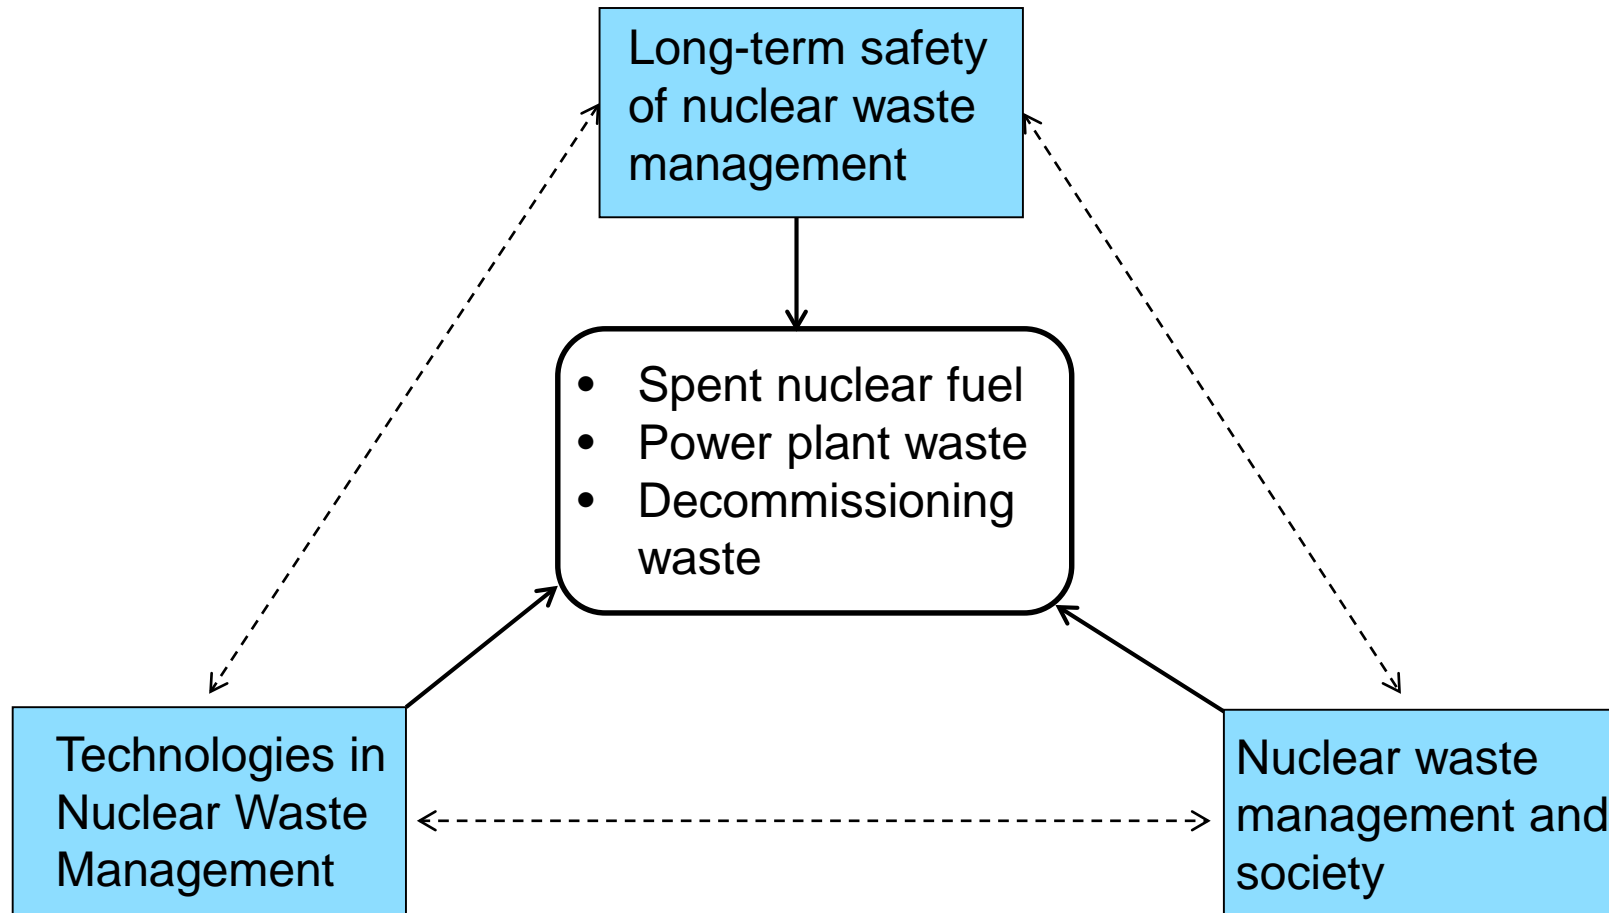 Long-term safety
of nuclear waste
management
• Spent nuclear fuel
• Power plant waste
• Decommissioning
waste
Technologies in
Nuclear Waste
Management
Nuclear waste
management and
society